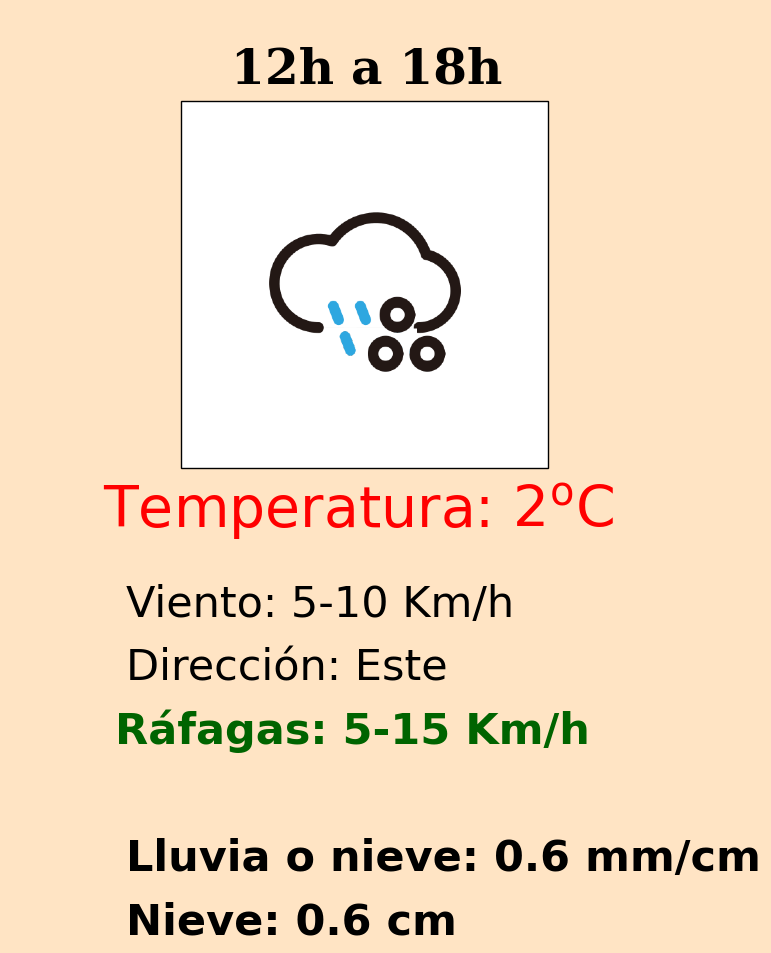 12h a 18h
Temperatura: 2ºC
Viento: 5-10 Km/h
Dirección: Este
Ráfagas: 5-15 Km/h
Lluvia o nieve: 0.6 mm/cm
Nieve: 0.6 cm